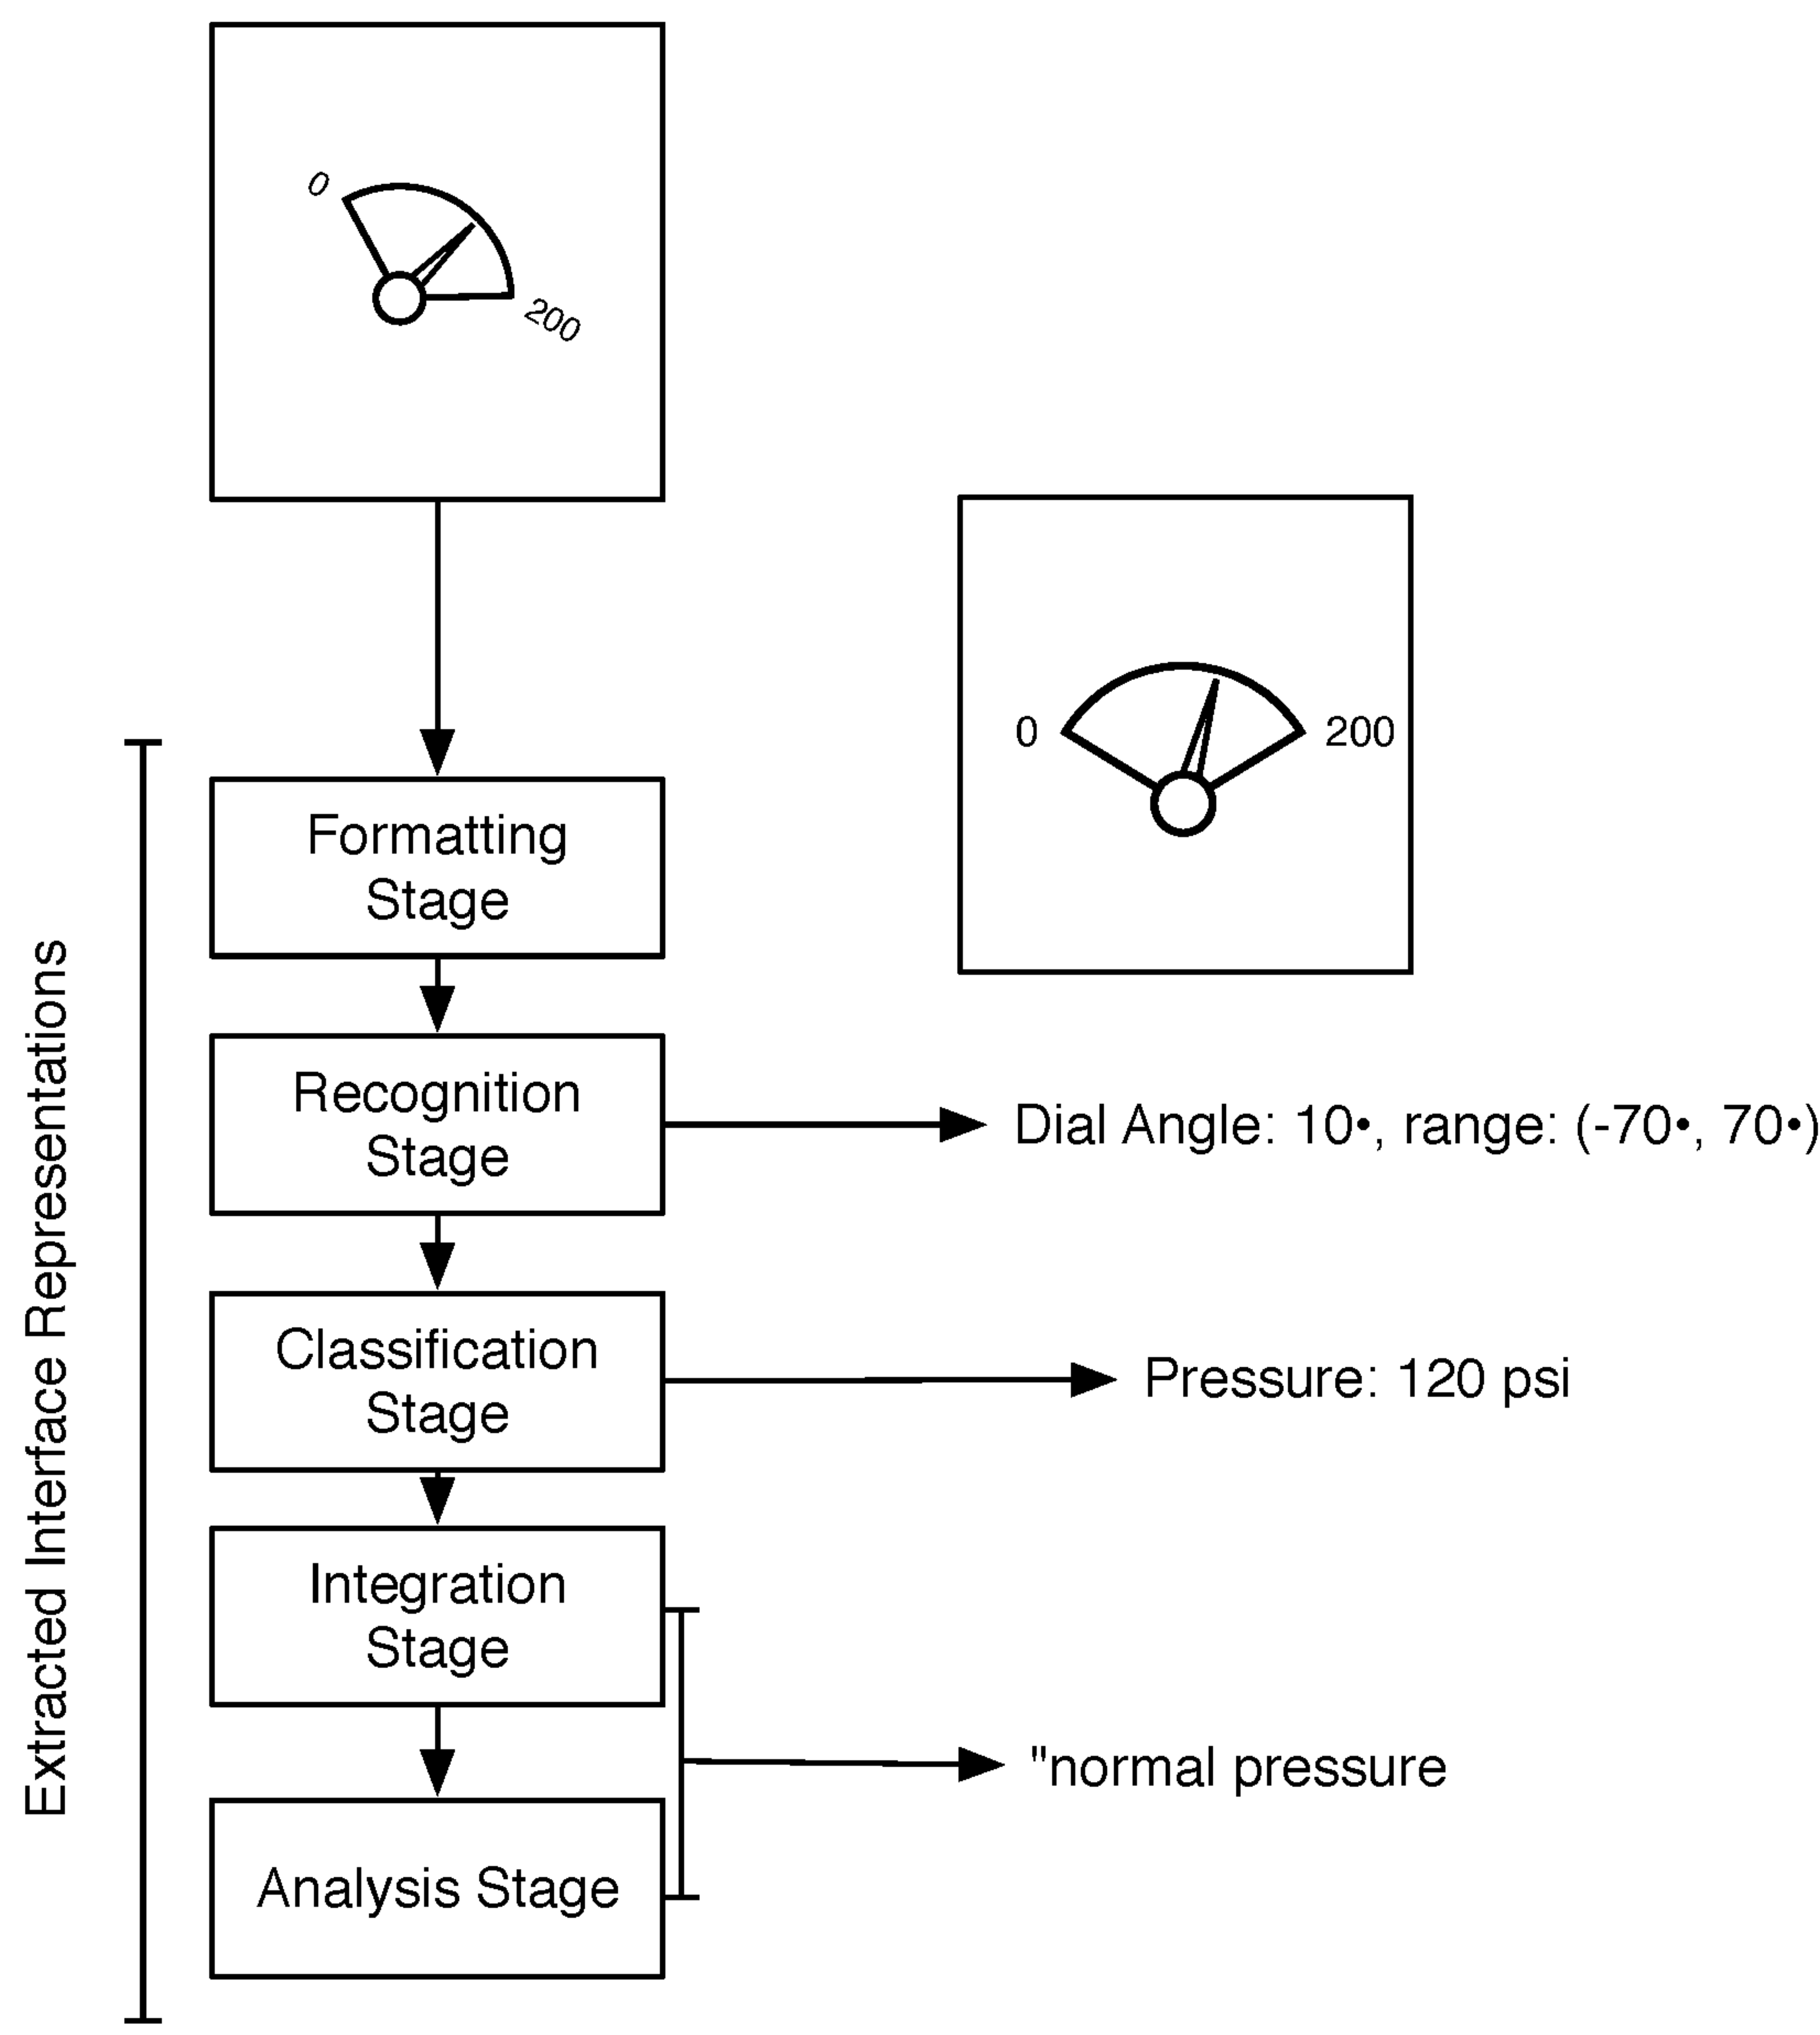 0
200
0
200
Formatting
Stage
Recognition
Stage
Dial Angle: 10•, range: (-70•, 70•)
Classification
Stage
Pressure: 120 psi
Integration
Stage
"normal pressure
Analysis Stage
Extracted Interface Representations